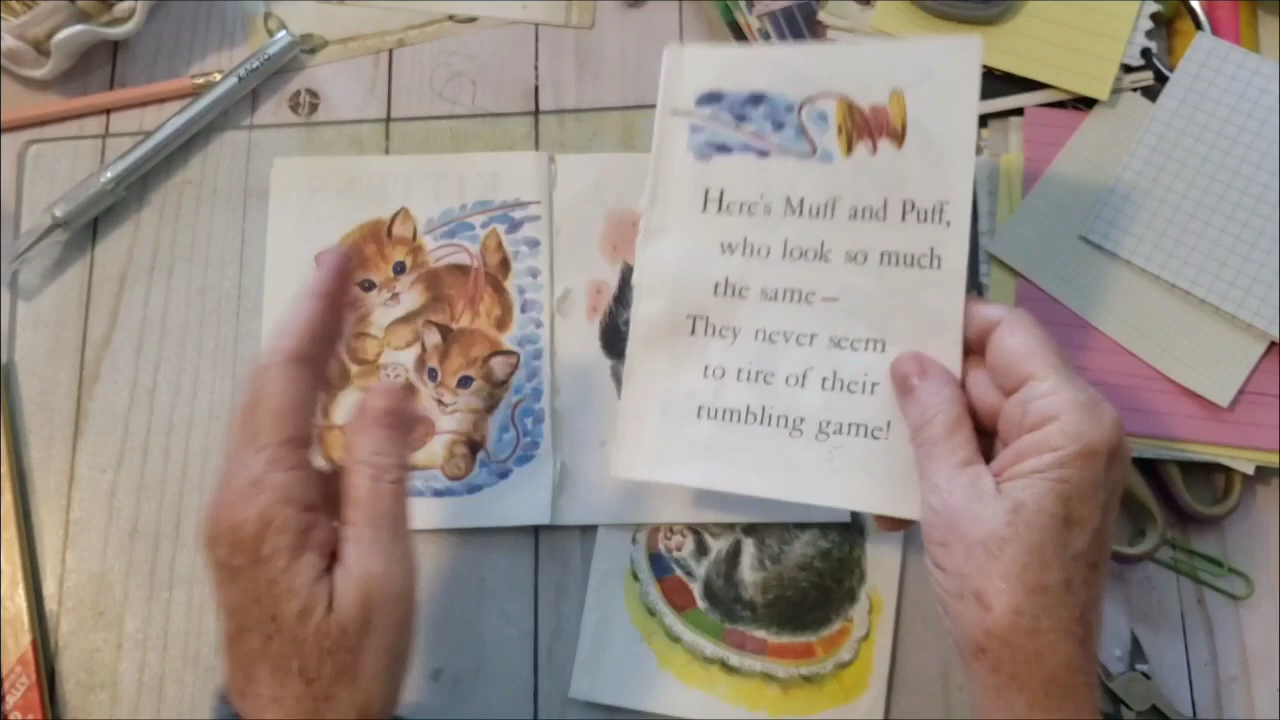 X-ACTO
Here's Muff and Puff,
who look so much
the same—
They never seem
to tire of their
tumbling game!